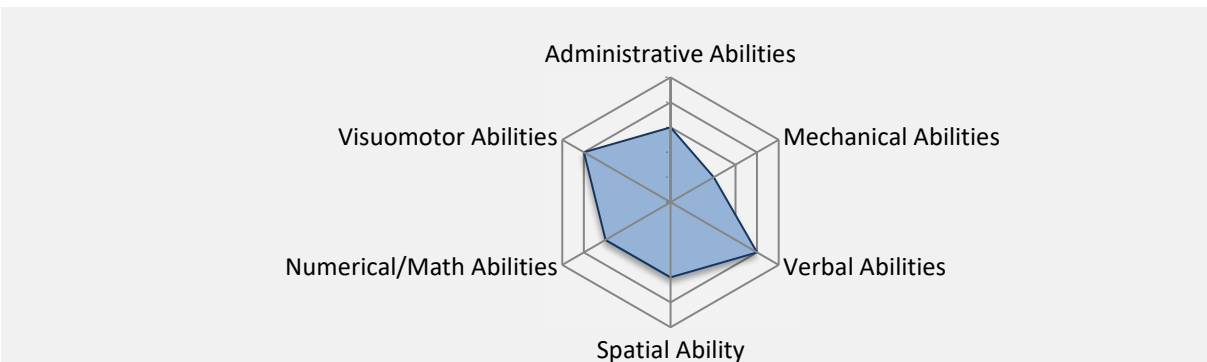 Administrative Abilities
Visuomotor Abilities
Mechanical Abilities
Numerical/Math Abilities
Verbal Abilities
Spatial Ability